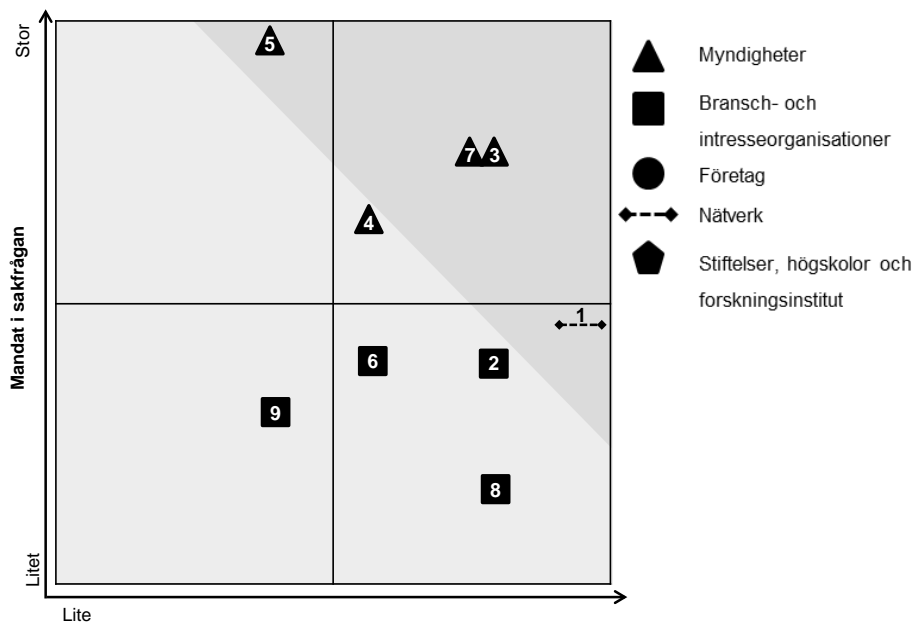 Stor
Mandat i sakfrågan
Litet
Lite
5
7
3
4
1
6
2
9
8
Myndigheter
Bransch- och
intresseorganisationer
Företag
Nätverk
Stiftelser, högskolor och
forskningsinstitut